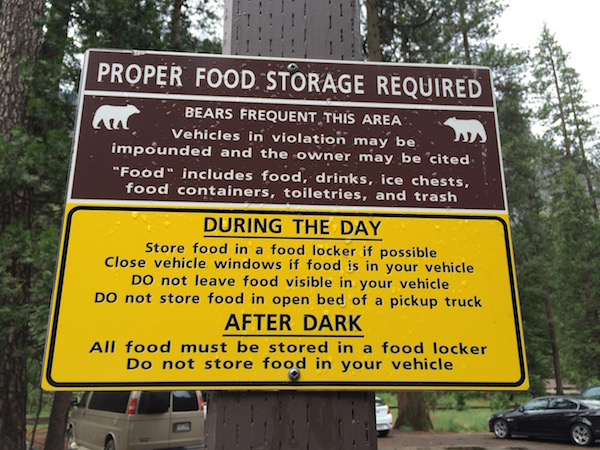 PROPER FOOD STORAGE REQUIRED
BEARS FREQUENT THIS AREA
Vehicles in violation may be
impounded and the owner may be cited
"Food" includes food, drinks, ice chests,
food containers, toiletries, and trash
DURING THE DAY
Store food in a food locker if possible
Close vehicle windows if food is in your vehicle
DO not leave food visible in your vehicle
DO not store food in open bed of a pickup truck
AFTER DARK
All food must be stored in a food locker
Do not store food in your vehicle